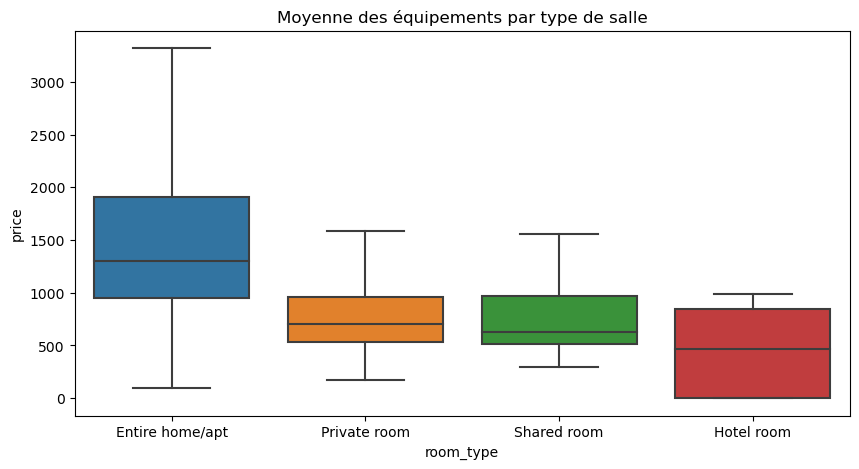 Moyenne des équipements par type de salle
price
3000
2500
2000
1500
1000
500
0
Entire home/apt
Private room
Shared room
Hotel room
room_type